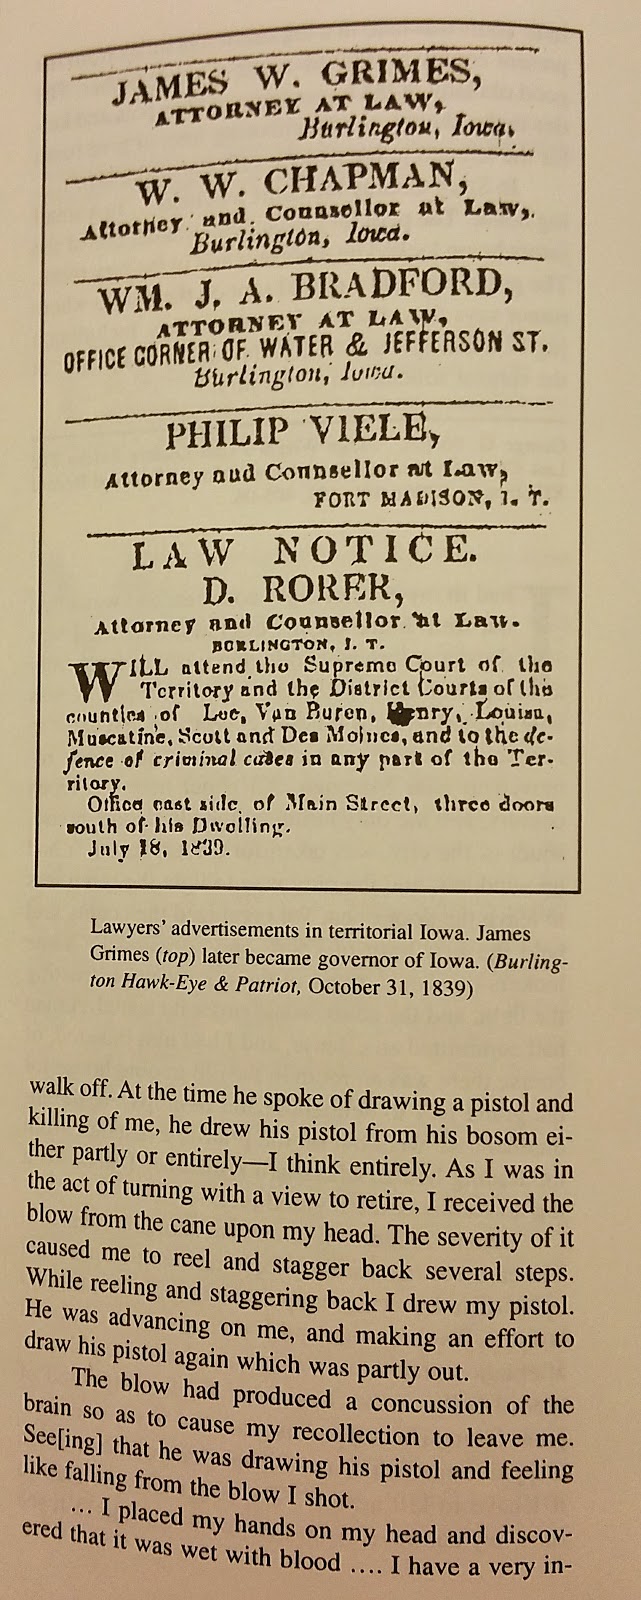 JAMES W. GRIMES,
ATTORNEY AT LAW,
Burlington, Iowa.
W. W. CHAPMAN,
Attorney and Counsellor at Law,
Burlington, Iowa.
WM. J. A. BRADFORD,
ATTORNEY AT LAW,
OFFICE CORNER OF WATER & JEFFERSON ST.
Burlington, Iowa.
PHILIP VIELE,
Attorney and Counsellor at Law,
FORT MADISON, I. T.
LAW NOTICE.
D. RORER,
Attorney and Counsellor at Law.
BURLINGTON, I. T.
WILL attend the Supreme Court of the
Territory and the District Courts of the
counties of Lee, Van Buren, Henry, Louisa,
Muscatine, Scott and Des Moines, and to the de-
fence of criminal cases in any part of the Ter-
ritory.
Office east side of Main Street, three doors
south of his Dwelling.
July 18, 1839.
Lawyers' advertisements in territorial Iowa. James
Grimes (top) later became governor of Iowa. (Burling-
ton Hawk-Eye & Patriot, October 31, 1839)
walk off. At the time he spoke of drawing a pistol and
killing of me, he drew his pistol from his bosom ei-
ther partly or entirely—I think entirely. As I was in
the act of turning with a view to retire, I received the
blow from the cane upon my head. The severity of it
caused me to reel and stagger back several steps.
While reeling and staggering back I drew my pistol.
He was advancing on me, and making an effort to
draw his pistol again which was partly out.
The blow had produced a concussion of the
brain so as to cause my recollection to leave me.
See[ing] that he was drawing his pistol and feeling
like falling from the blow I shot.
... I placed my hands on my head and discov-
ered that it was wet with blood .... I have a very in-